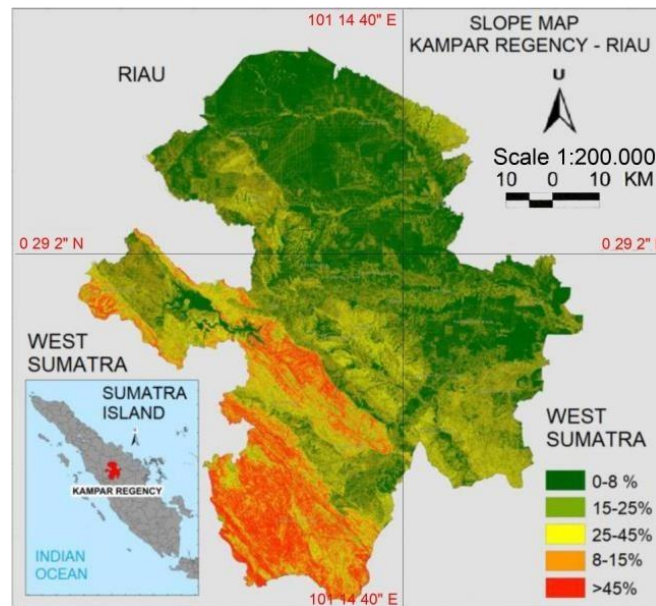 101 14 40" E
SLOPE MAP
KAMPAR REGENCY - RIAU
RIAU
U
Scale 1:200.000
10 0 10 KM
0 29 2" N
0 29 2"
WEST
SUMATRA
SUMATRA
ISLAND
KAMPAR REGENCY
INDIAN
OCEAN
WEST
SUMATRA
0-8 %
15-25%
25-45%
8-15%
>45%
101 14 40" E